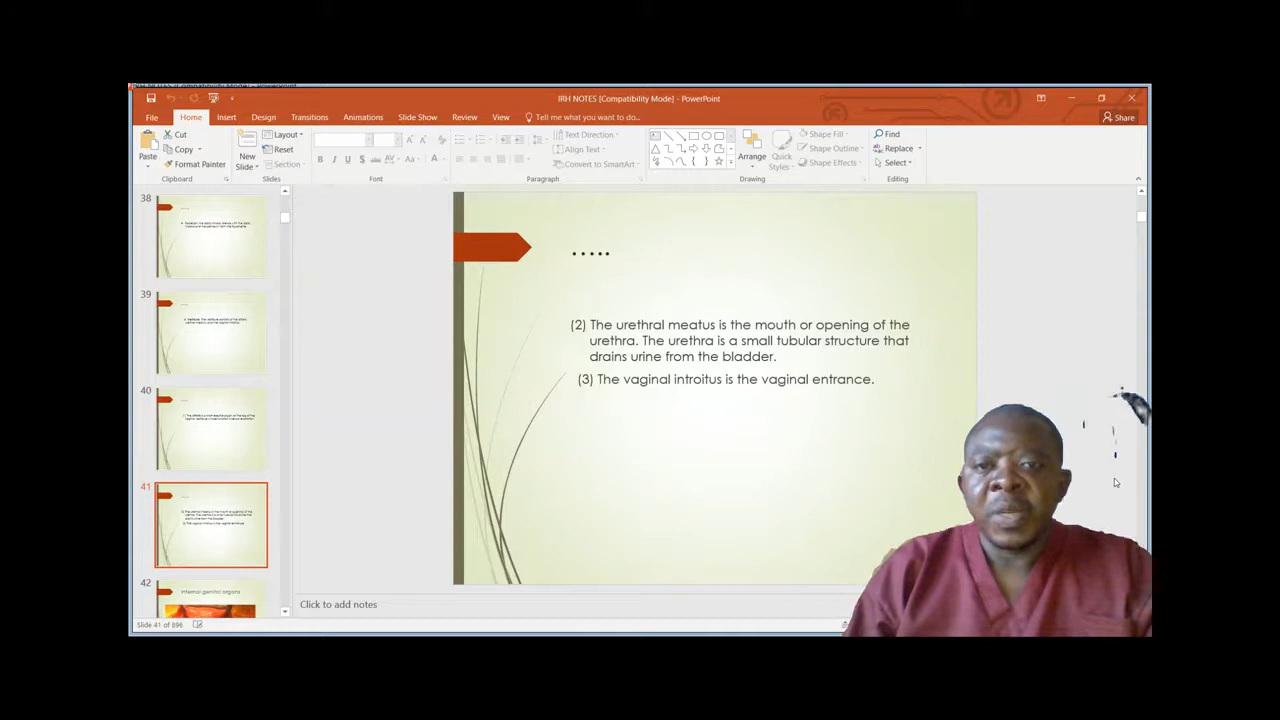 IRH NOTES [Compatibility Mode] - PowerPoint
File Home Insert Design Transitions Animations Slide Show Review View Tell me what you want to do... Share
Paste Cut Copy Format Painter Clipboard
New Slide Layout Reset Section Slides
Font
Text Direction Align Text Convert to SmartArt Paragraph
Arrange Quick Styles Shape Fill Shape Outline Shape Effects Drawing
Find Replace Select Editing
38
39
40
41
42
Internal genital organs
.....
(2) The urethral meatus is the mouth or opening of the
urethra. The urethra is a small tubular structure that
drains urine from the bladder.
(3) The vaginal introitus is the vaginal entrance.
Click to add notes
Slide 41 of 896